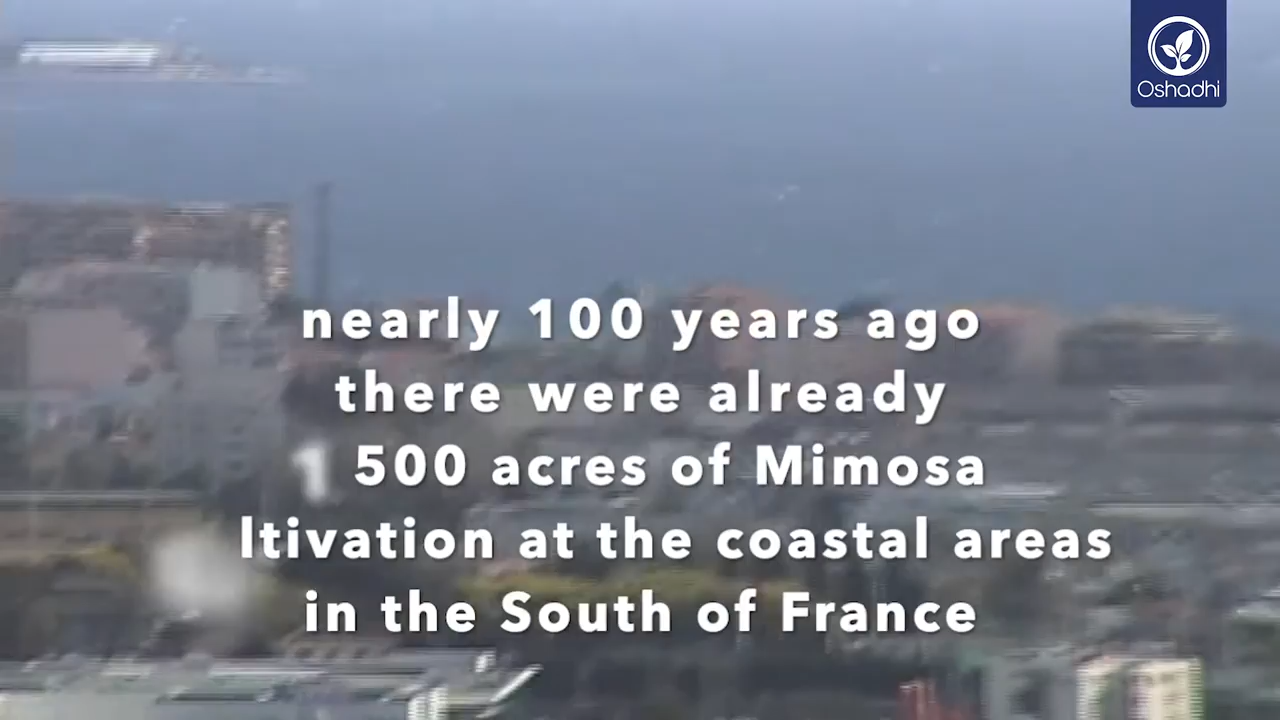 Oshadhi
nearly 100 years ago
there were already
1 500 acres of Mimosa
ltivation at the coastal areas
in the South of France